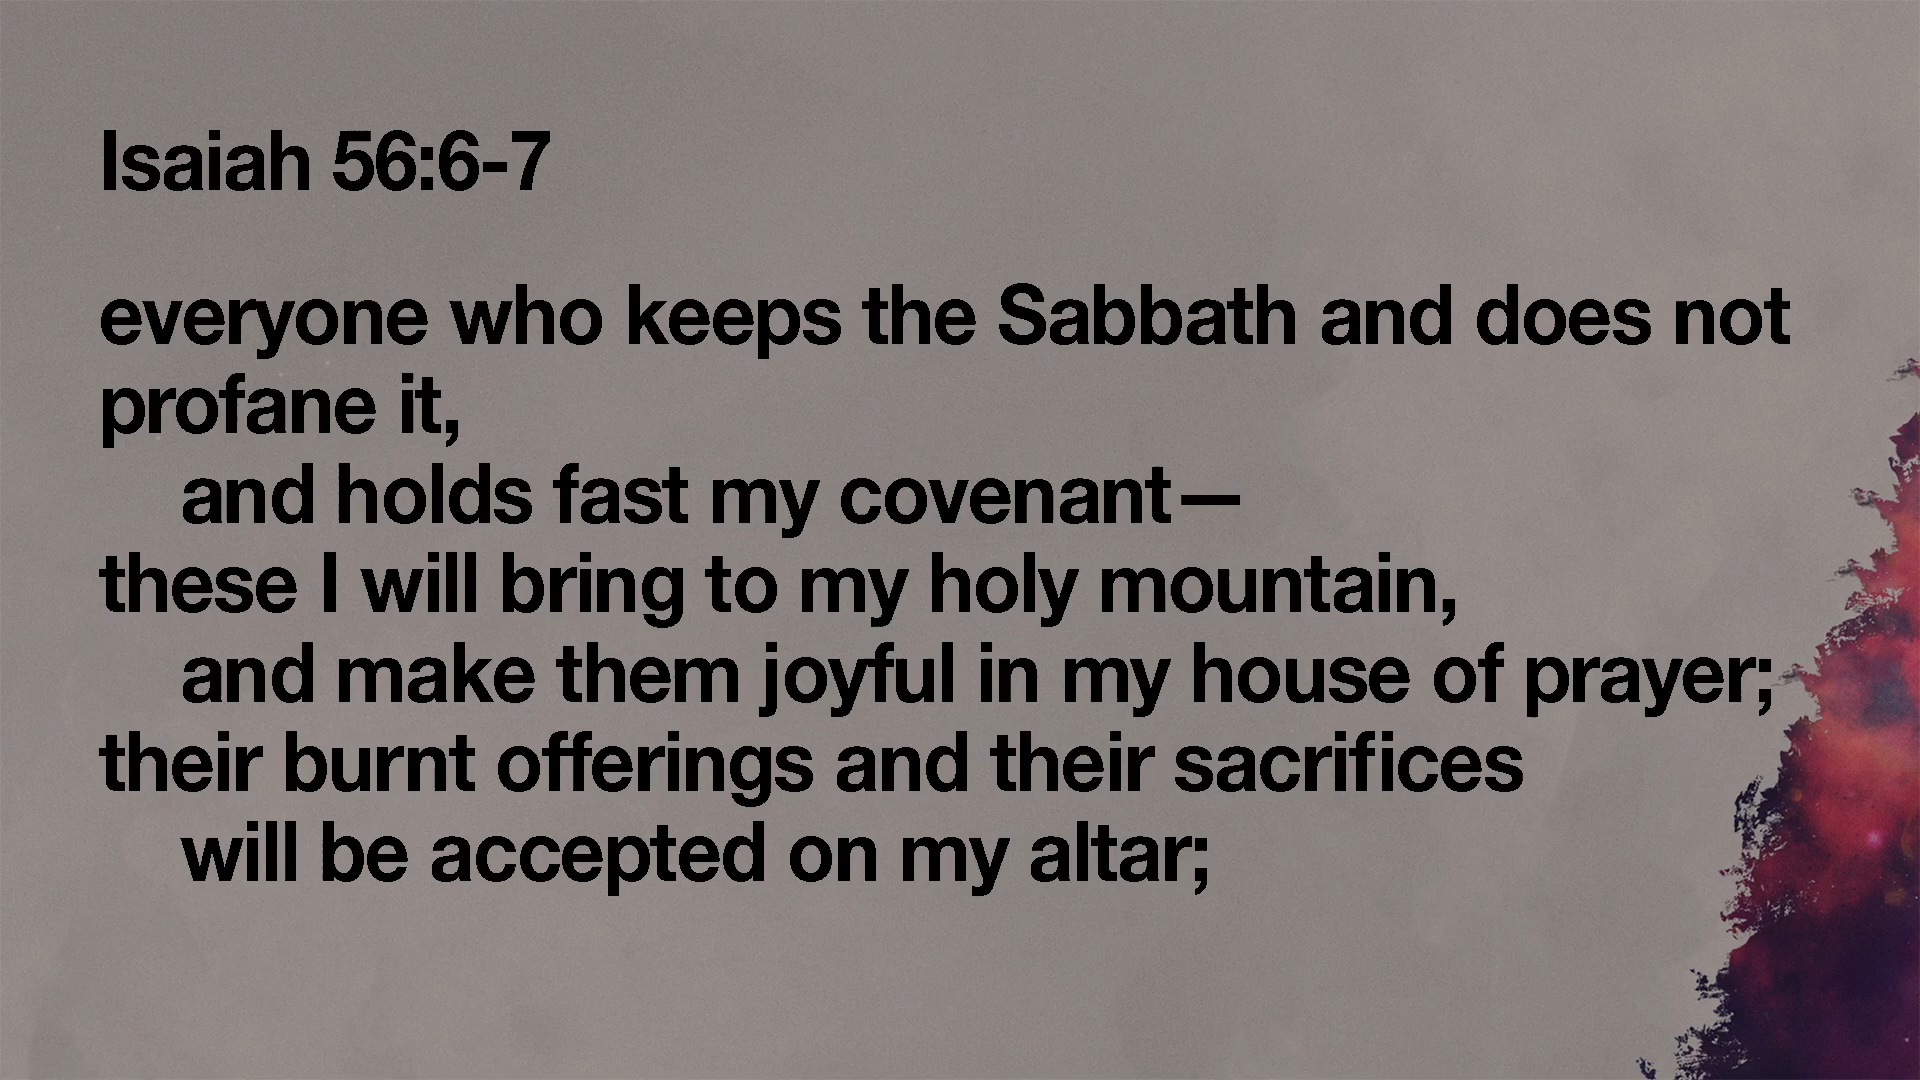 Isaiah 56:6-7
everyone who keeps the Sabbath and does not
profane it,
and holds fast my covenant—
these I will bring to my holy mountain,
and make them joyful in my house of prayer;
their burnt offerings and their sacrifices
will be accepted on my altar;